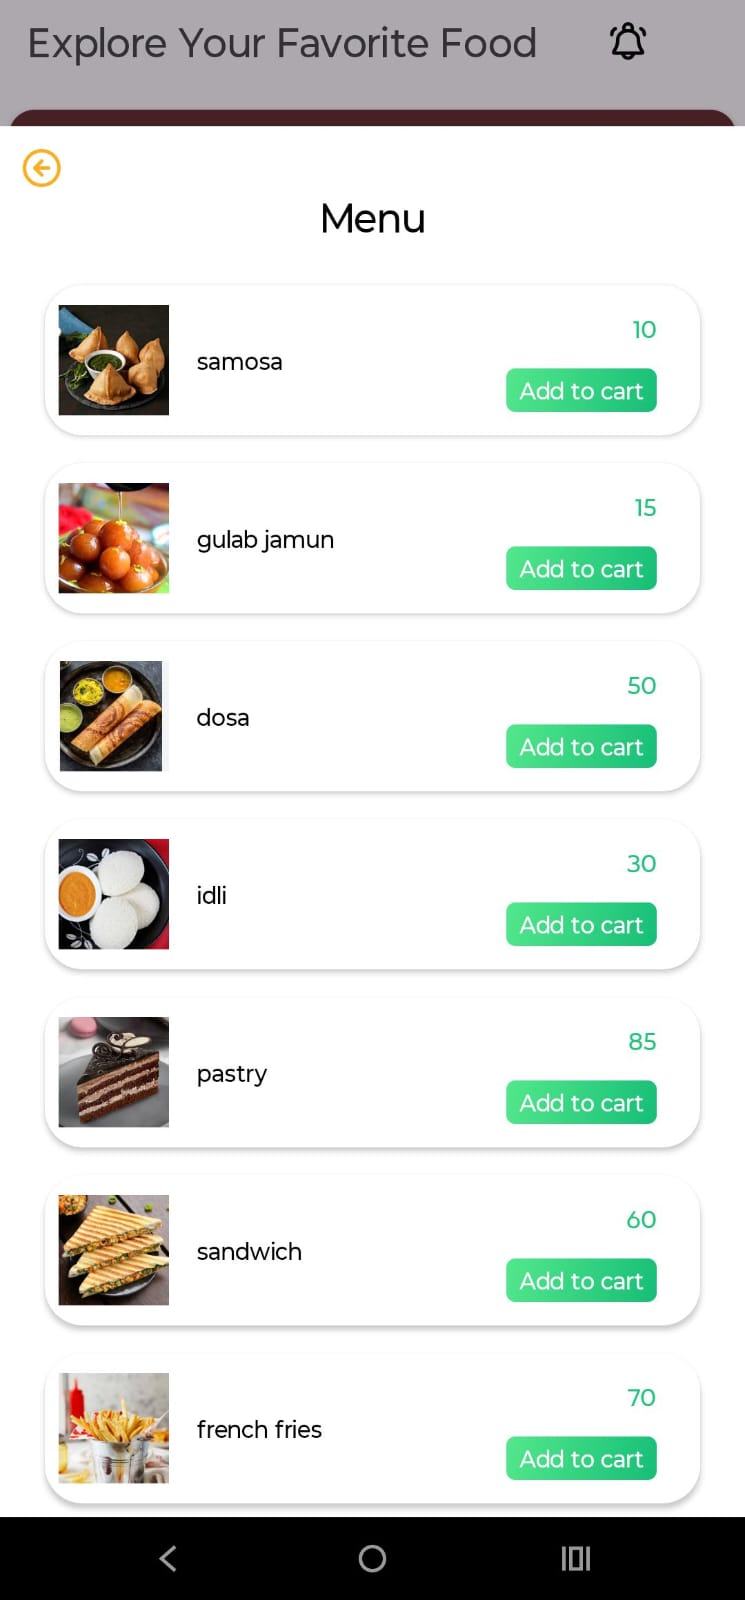 Explore Your Favorite Food
Menu
10
samosa
Add to cart
15
gulab jamun
Add to cart
50
dosa
Add to cart
30
idli
Add to cart
85
pastry
Add to cart
60
sandwich
Add to cart
70
french fries
Add to cart